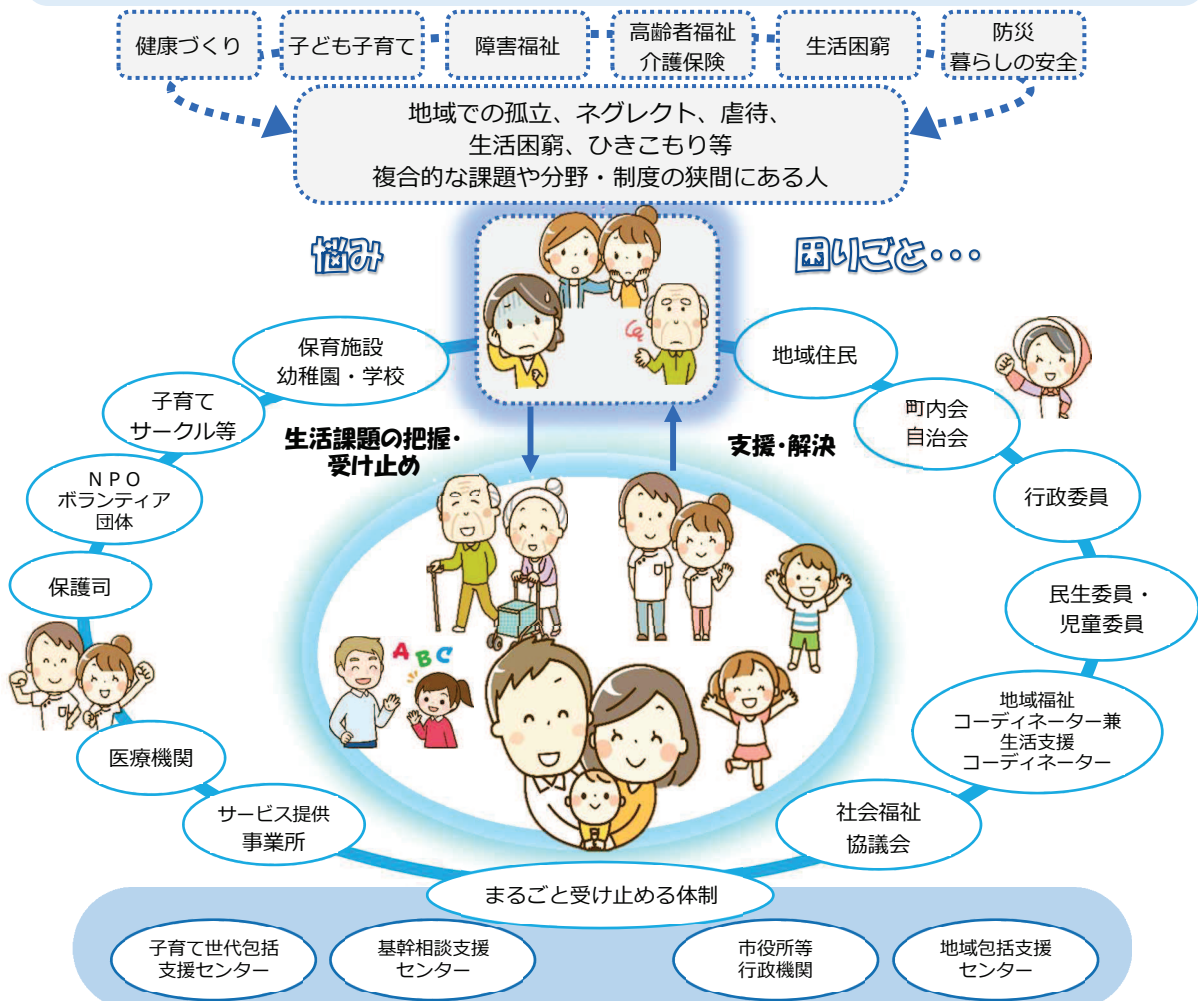 健康づくり
子ども子育て
障害福祉
高齢者福祉
介護保険
生活困窮
防災
暮らしの安全
地域での孤立、ネグレクト、虐待、
生活困窮、ひきこもり等
複合的な課題や分野・制度の狭間にある人
悩み
困りごと・・・
保育施設
幼稚園・学校
地域住民
子育て
サークル等
町内会
自治会
生活課題の把握・
受け止め
支援・解決
ＮＰＯ
ボランティア
団体
行政委員
保護司
民生委員・
児童委員
A B C
地域福祉
コーディネーター兼
生活支援
コーディネーター
医療機関
サービス提供
事業所
社会福祉
協議会
まるごと受け止める体制
子育て世代包括
支援センター
基幹相談支援
センター
市役所等
行政機関
地域包括支援
センター